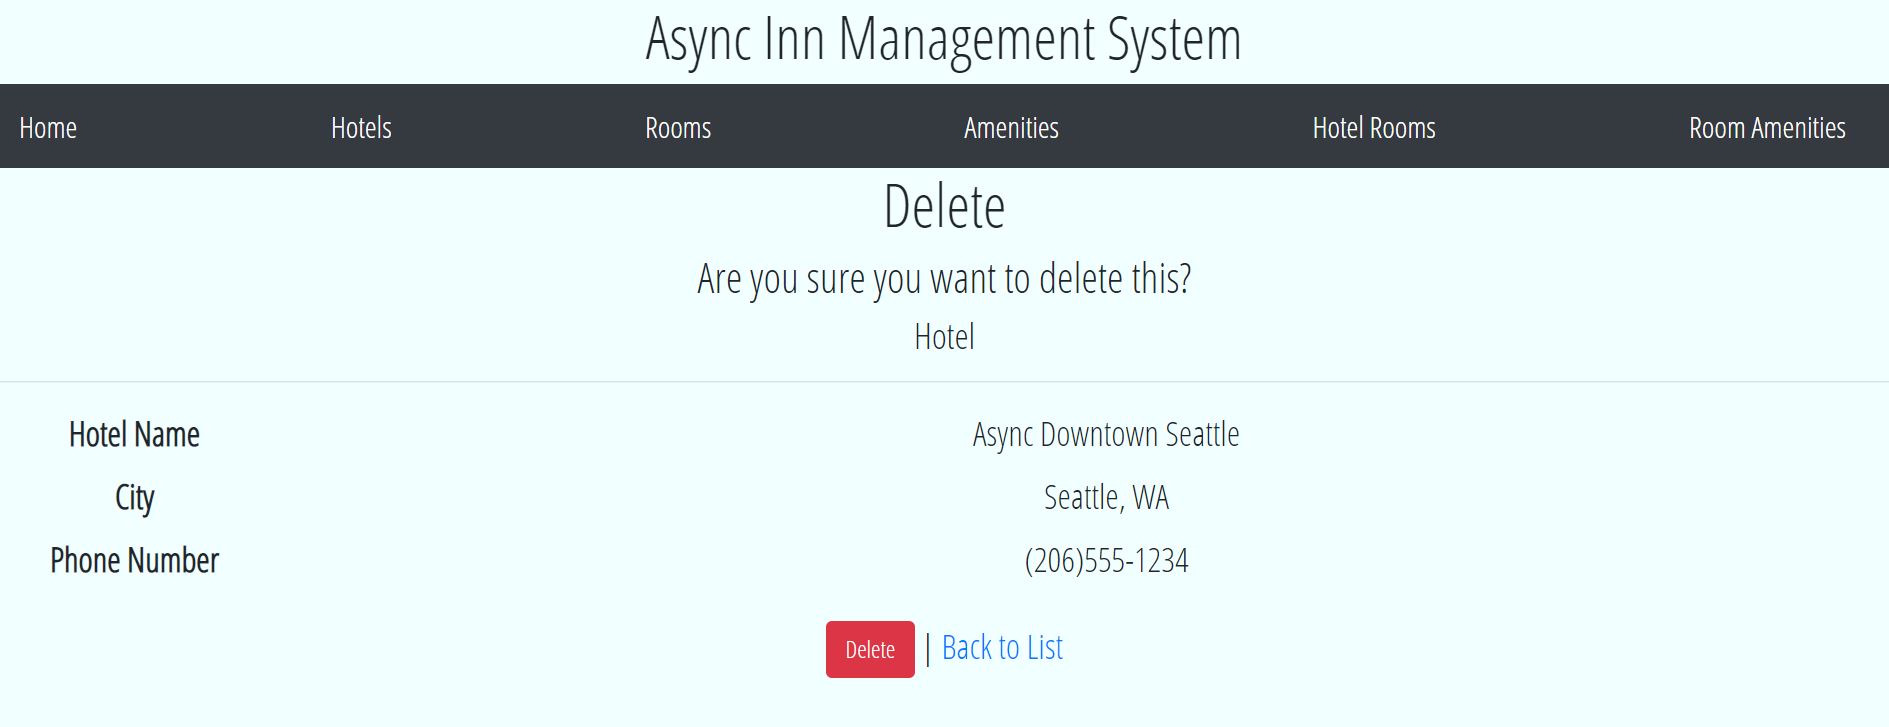 Async Inn Management System
Home Hotels Rooms Amenities Hotel Rooms Room Amenities
Delete
Are you sure you want to delete this?
Hotel
Hotel Name Async Downtown Seattle
City Seattle, WA
Phone Number (206)555-1234
Delete | Back to List